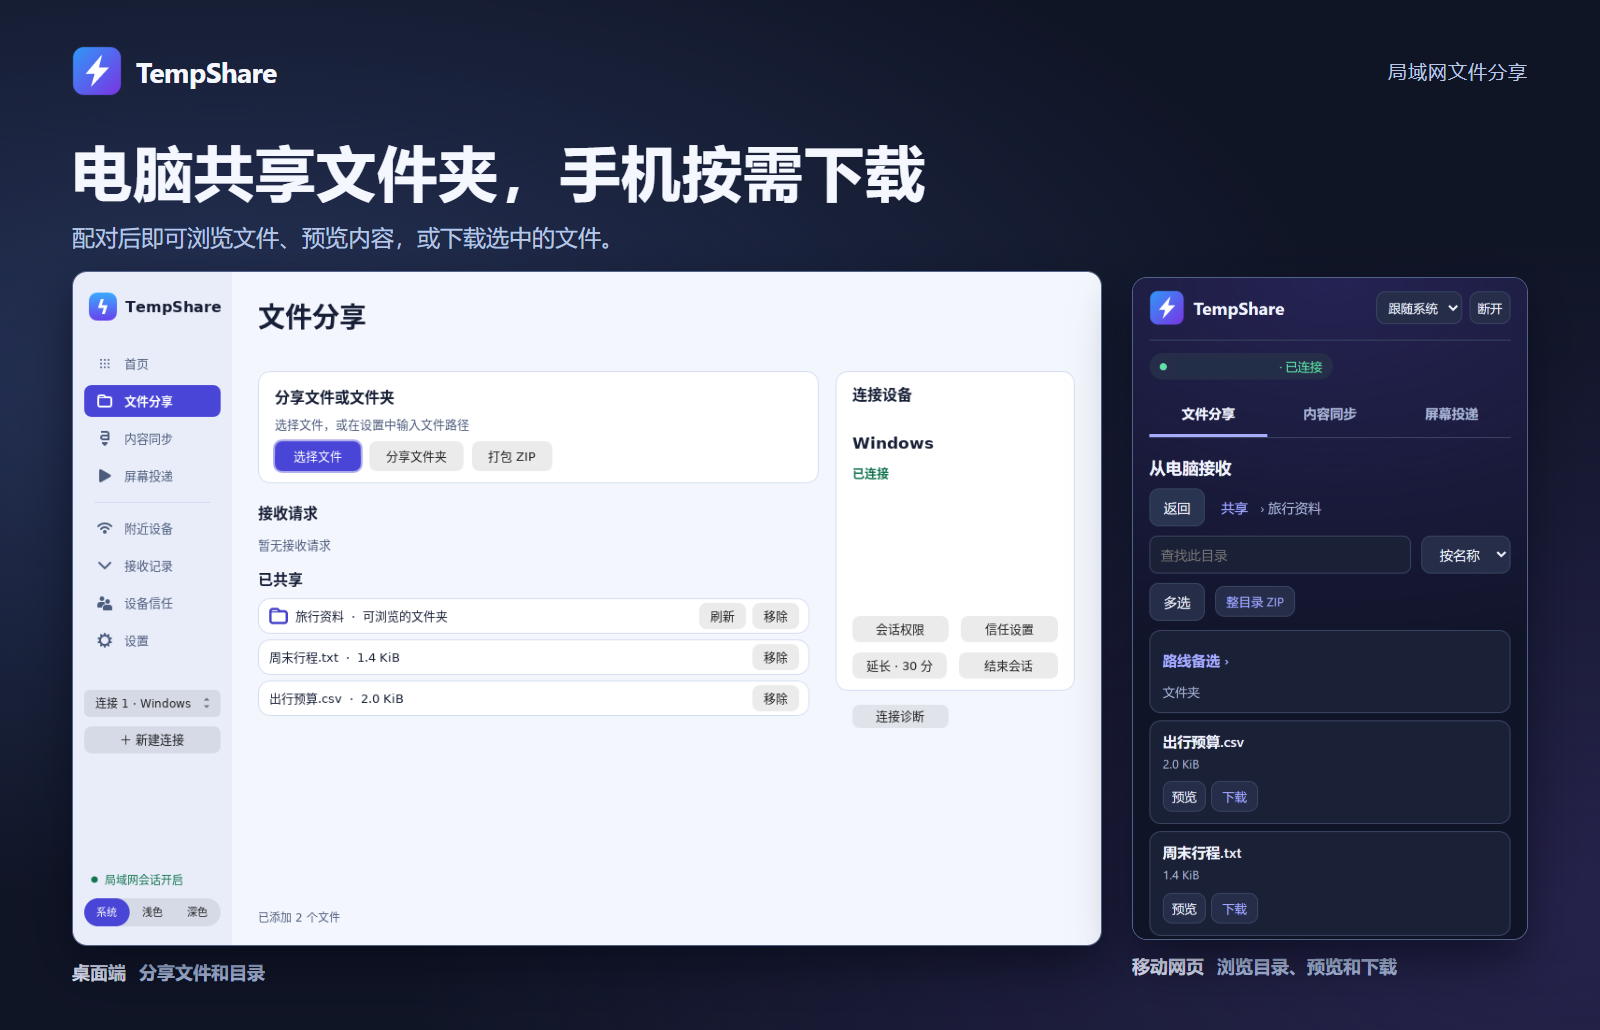 TempShare
局域网文件分享
电脑共享文件夹，手机按需下载
配对后即可浏览文件、预览内容，或下载选中的文件。
TempShare
首页
文件分享
内容同步
屏幕投递
附近设备
接收记录
设备信任
设置
连接 1 · Windows
+ 新建连接
局域网会话开启
系统 浅色 深色
文件分享
分享文件或文件夹
选择文件，或在设置中输入文件路径
选择文件 分享文件夹 打包 ZIP
接收请求
暂无接收请求
已共享
旅行资料 · 可浏览的文件夹 刷新 移除
周末行程.txt · 1.4 KiB 移除
出行预算.csv · 2.0 KiB 移除
已添加 2 个文件
连接设备
Windows
已连接
会话权限 信任设置
延长 · 30 分 结束会话
连接诊断
桌面端 分享文件和目录
TempShare 跟随系统 断开
· 已连接
文件分享 内容同步 屏幕投递
从电脑接收
返回 共享 › 旅行资料
查找此目录 按名称
多选 整目录 ZIP
路线备选 ›
文件夹
出行预算.csv
2.0 KiB
预览 下载
周末行程.txt
1.4 KiB
预览 下载
移动网页 浏览目录、预览和下载